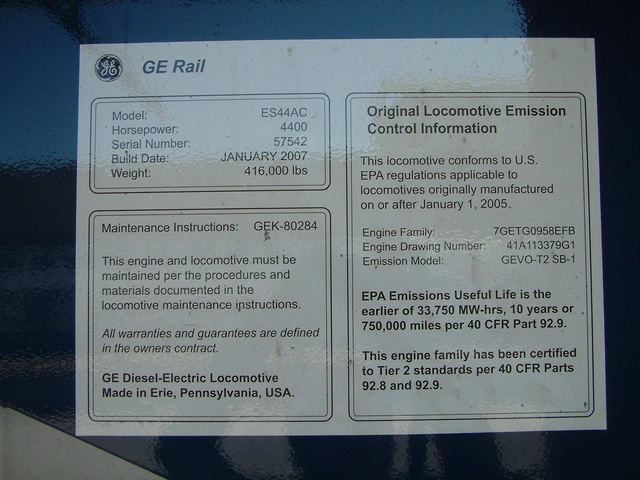 GE Rail
Model: ES44AC
Horsepower: 4400
Serial Number: 57542
Build Date: JANUARY 2007
Weight: 416,000 lbs
Maintenance Instructions: GEK-80284
This engine and locomotive must be
maintained per the procedures and
materials documented in the
locomotive maintenance instructions.
All warranties and guarantees are defined
in the owners contract.
GE Diesel-Electric Locomotive
Made in Erie, Pennsylvania, USA.
Original Locomotive Emission
Control Information
This locomotive conforms to U.S.
EPA regulations applicable to
locomotives originally manufactured
on or after January 1, 2005.
Engine Family: 7GETG0958EFB
Engine Drawing Number: 41A113379G1
Emission Model: GEVO-T2 SB-1
EPA Emissions Useful Life is the
earlier of 33,750 MW-hrs, 10 years or
750,000 miles per 40 CFR Part 92.9.
This engine family has been certified
to Tier 2 standards per 40 CFR Parts
92.8 and 92.9.